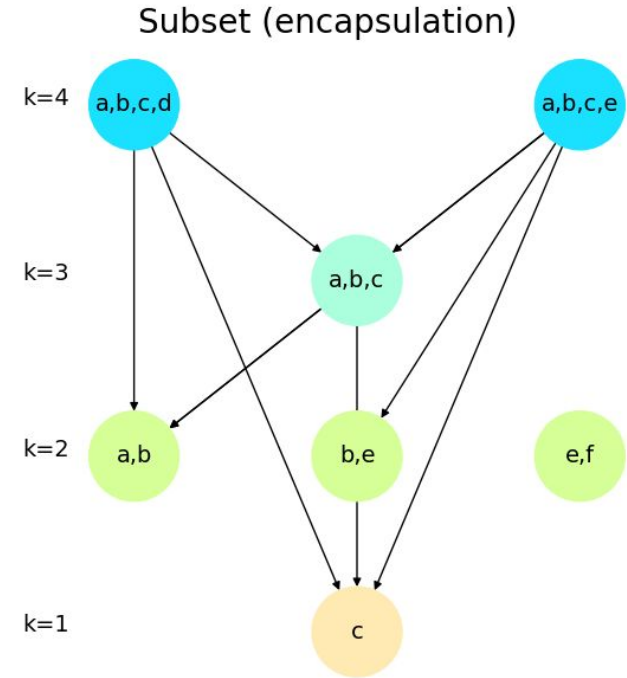 Subset (encapsulation)
k=4
a,b,c,d
a,b,c,e
k=3
a,b,c
k=2
a,b
b,e
e,f
k=1
c